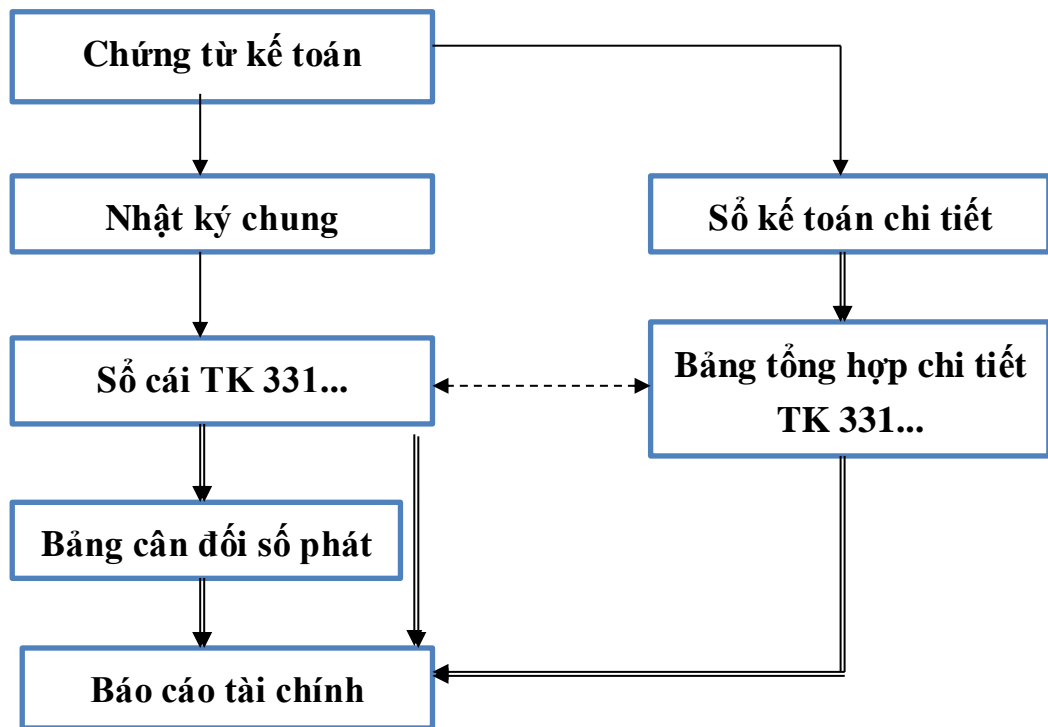 Chứng từ kế toán
Nhật ký chung
Sổ kế toán chi tiết
Sổ cái TK 331...
Bảng tổng hợp chi tiết
TK 331...
Bảng cân đối số phát
Báo cáo tài chính